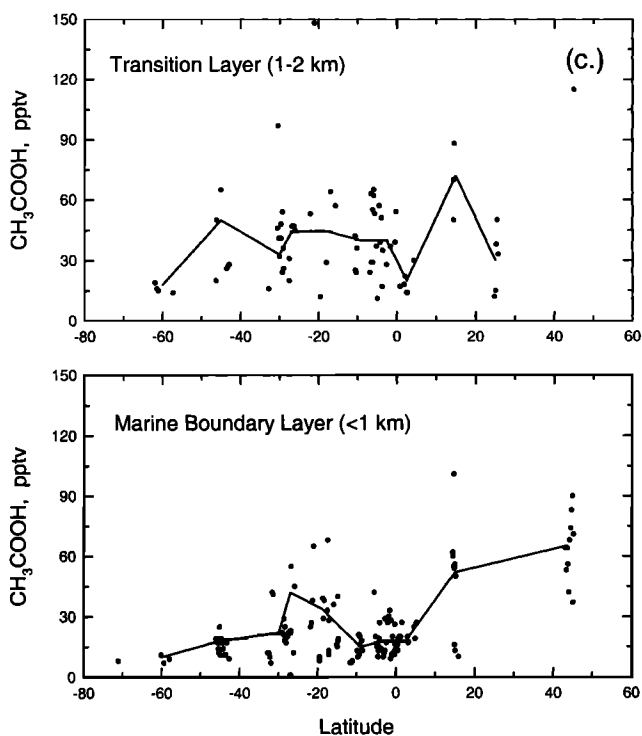 150
120
90
60
30
0
CH₃COOH, pptv
Transition Layer (1-2 km)
(c.)
-80 -60 -40 -20 0 20 40 60
150
120
90
60
30
0
CH₃COOH, pptv
Marine Boundary Layer (<1 km)
-80 -60 -40 -20 0 20 40 60
Latitude